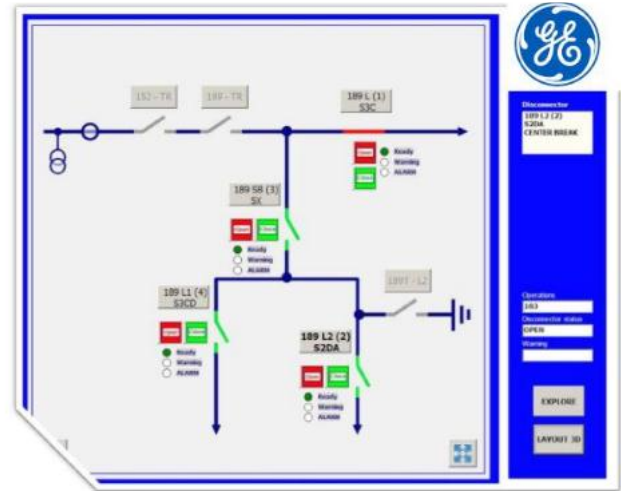 152 - TR
189 - TR
189 L (1)
S3C
Ready
Warning
ALARM
189 SB (3)
SX
Ready
Warning
ALARM
189 L1 (4)
S3CD
Ready
Warning
ALARM
189T - L2
189 L2 (2)
S2DA
Ready
Warning
ALARM
GE
Disconnector
189 L2 (2)
S2DA
CENTER BREAK
Operations
103
Disconnector status
OPEN
Warning
EXPLORE
LAYOUT 3D